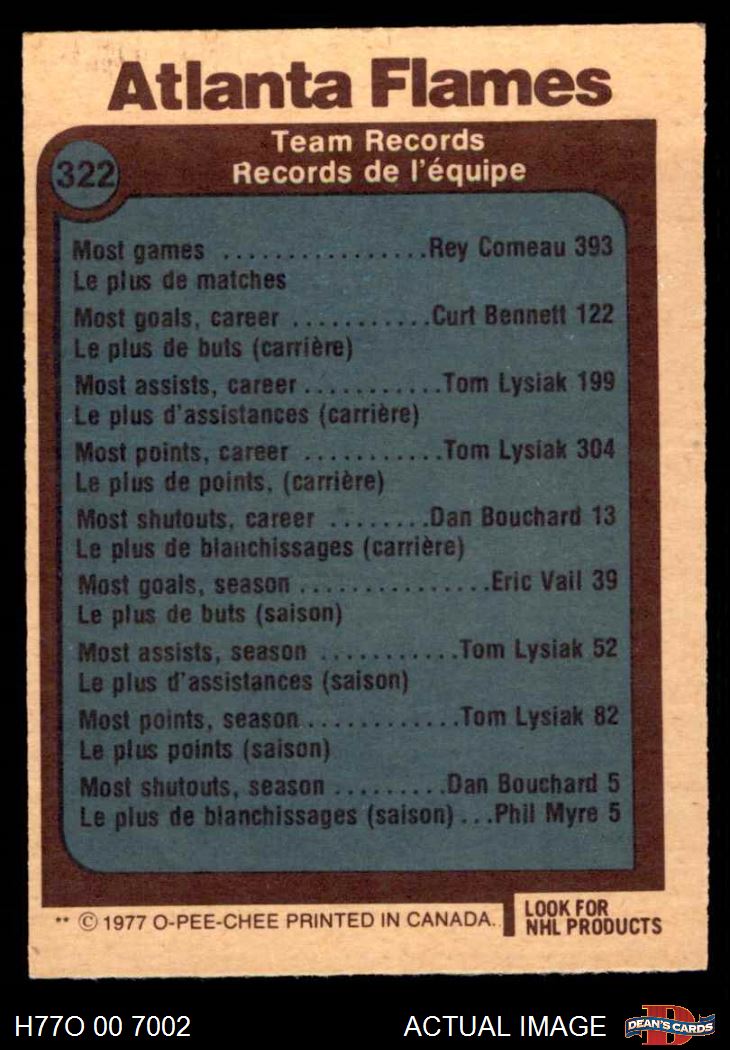 Atlanta Flames
Team Records
322
Records de l'équipe
Most games ................Rey Comeau 393
Le plus de matches
Most goals, career ...........Curt Bennett 122
Le plus de buts (carrière)
Most assists, career...........Tom Lysiak 199
Le plus d'assistances (carrière)
Most points, career ...........Tom Lysiak 304
Le plus de points, (carrière)
Most shutouts, career ........Dan Bouchard 13
Le plus de blanchissages (carrière)
Most goals, season...............Eric Vail 39
Le plus de buts (saison)
Most assists, season ...........Tom Lysiak 52
Le plus d'assistances (saison)
Most points, season............Tom Lysiak 82
Le plus points (saison)
Most shutouts, season .........Dan Bouchard 5
Le plus de blanchissages (saison)...Phil Myre 5
** © 1977 O-PEE-CHEE PRINTED IN CANADA.
LOOK FOR
NHL PRODUCTS
H77O 00 7002
ACTUAL IMAGE
D
DEAN'S CARDS